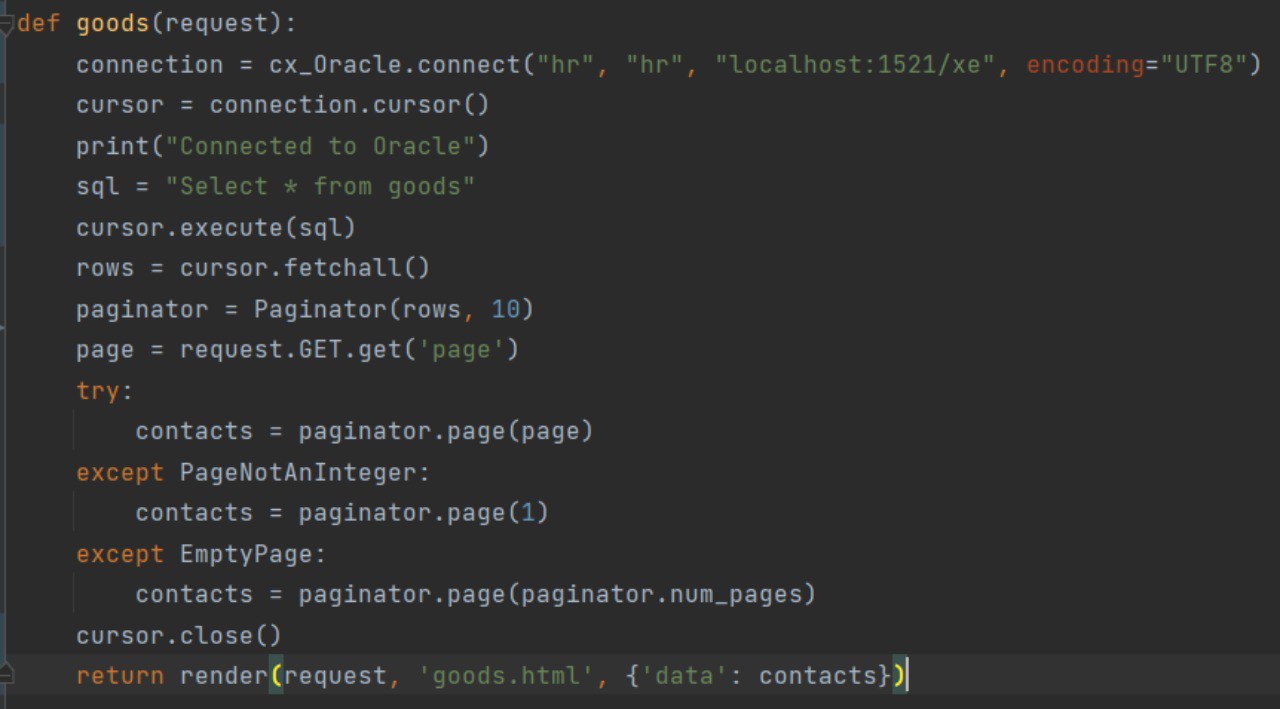 def goods(request):
    connection = cx_Oracle.connect("hr", "hr", "localhost:1521/xe", encoding="UTF8")
    cursor = connection.cursor()
    print("Connected to Oracle")
    sql = "Select * from goods"
    cursor.execute(sql)
    rows = cursor.fetchall()
    paginator = Paginator(rows, 10)
    page = request.GET.get('page')
    try:
        contacts = paginator.page(page)
    except PageNotAnInteger:
        contacts = paginator.page(1)
    except EmptyPage:
        contacts = paginator.page(paginator.num_pages)
    cursor.close()
    return render(request, 'goods.html', {'data': contacts})